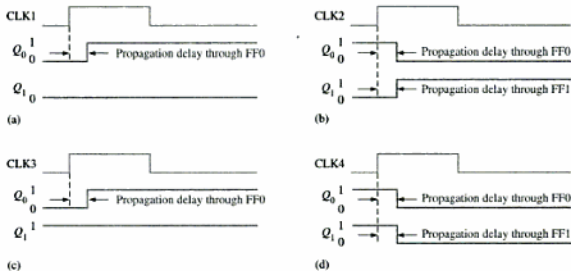 CLK1
Q0 1
0
Propagation delay through FF0
Q1 0
(a)
CLK2
Q0 1
0
Propagation delay through FF0
Q1 1
0
Propagation delay through FF1
(b)
CLK3
Q0 1
0
Propagation delay through FF0
Q1 1
(c)
CLK4
Q0 1
0
Propagation delay through FF0
Q1 1
0
Propagation delay through FF1
(d)